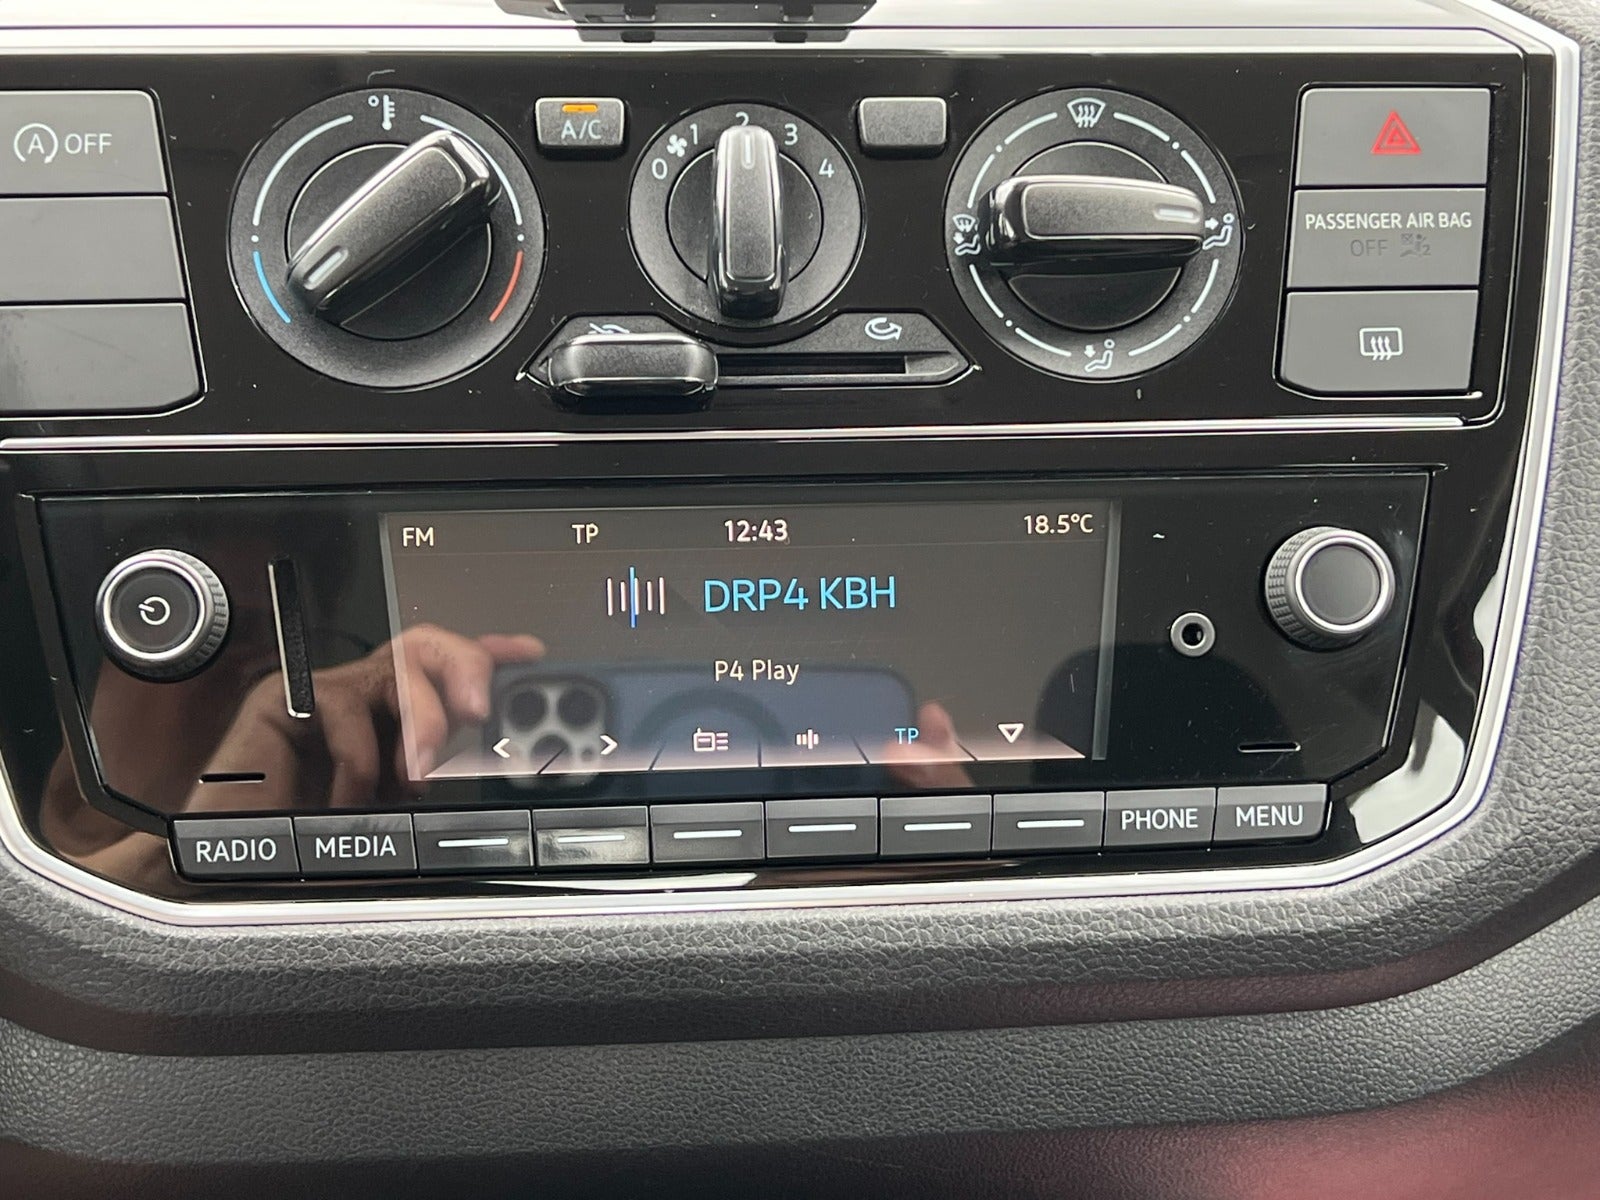 A OFF
A/C
0 1 2 3 4
PASSENGER AIR BAG
OFF 2
FM TP 12:43 18.5°C
DRP4 KBH
P4 Play
TP
RADIO MEDIA PHONE MENU